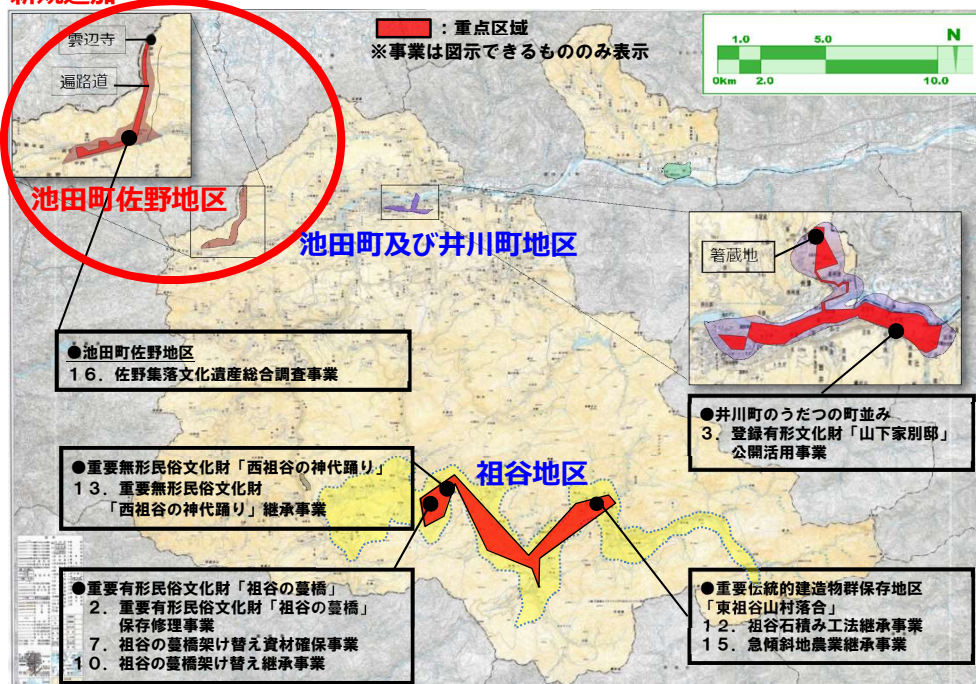 新規追加
雲辺寺
遍路道
:重点区域
※事業は図示できるもののみ表示
1.0 5.0 N
0km 2.0 10.0
池田町佐野地区
池田町及び井川町地区
箸蔵地
●池田町佐野地区
16．佐野集落文化遺産総合調査事業
●井川町のうだつの町並み
3．登録有形文化財「山下家別邸」
公開活用事業
祖谷地区
●重要無形民俗文化財「西祖谷の神代踊り」
13．重要無形民俗文化財
「西祖谷の神代踊り」継承事業
●重要有形民俗文化財「祖谷の蔓橋」
2．重要有形民俗文化財「祖谷の蔓橋」
保存修理事業
7．祖谷の蔓橋架け替え資材確保事業
10．祖谷の蔓橋架け替え継承事業
●重要伝統的建造物群保存地区
「東祖谷山村落合」
12．祖谷石積み工法継承事業
15．急傾斜地農業継承事業